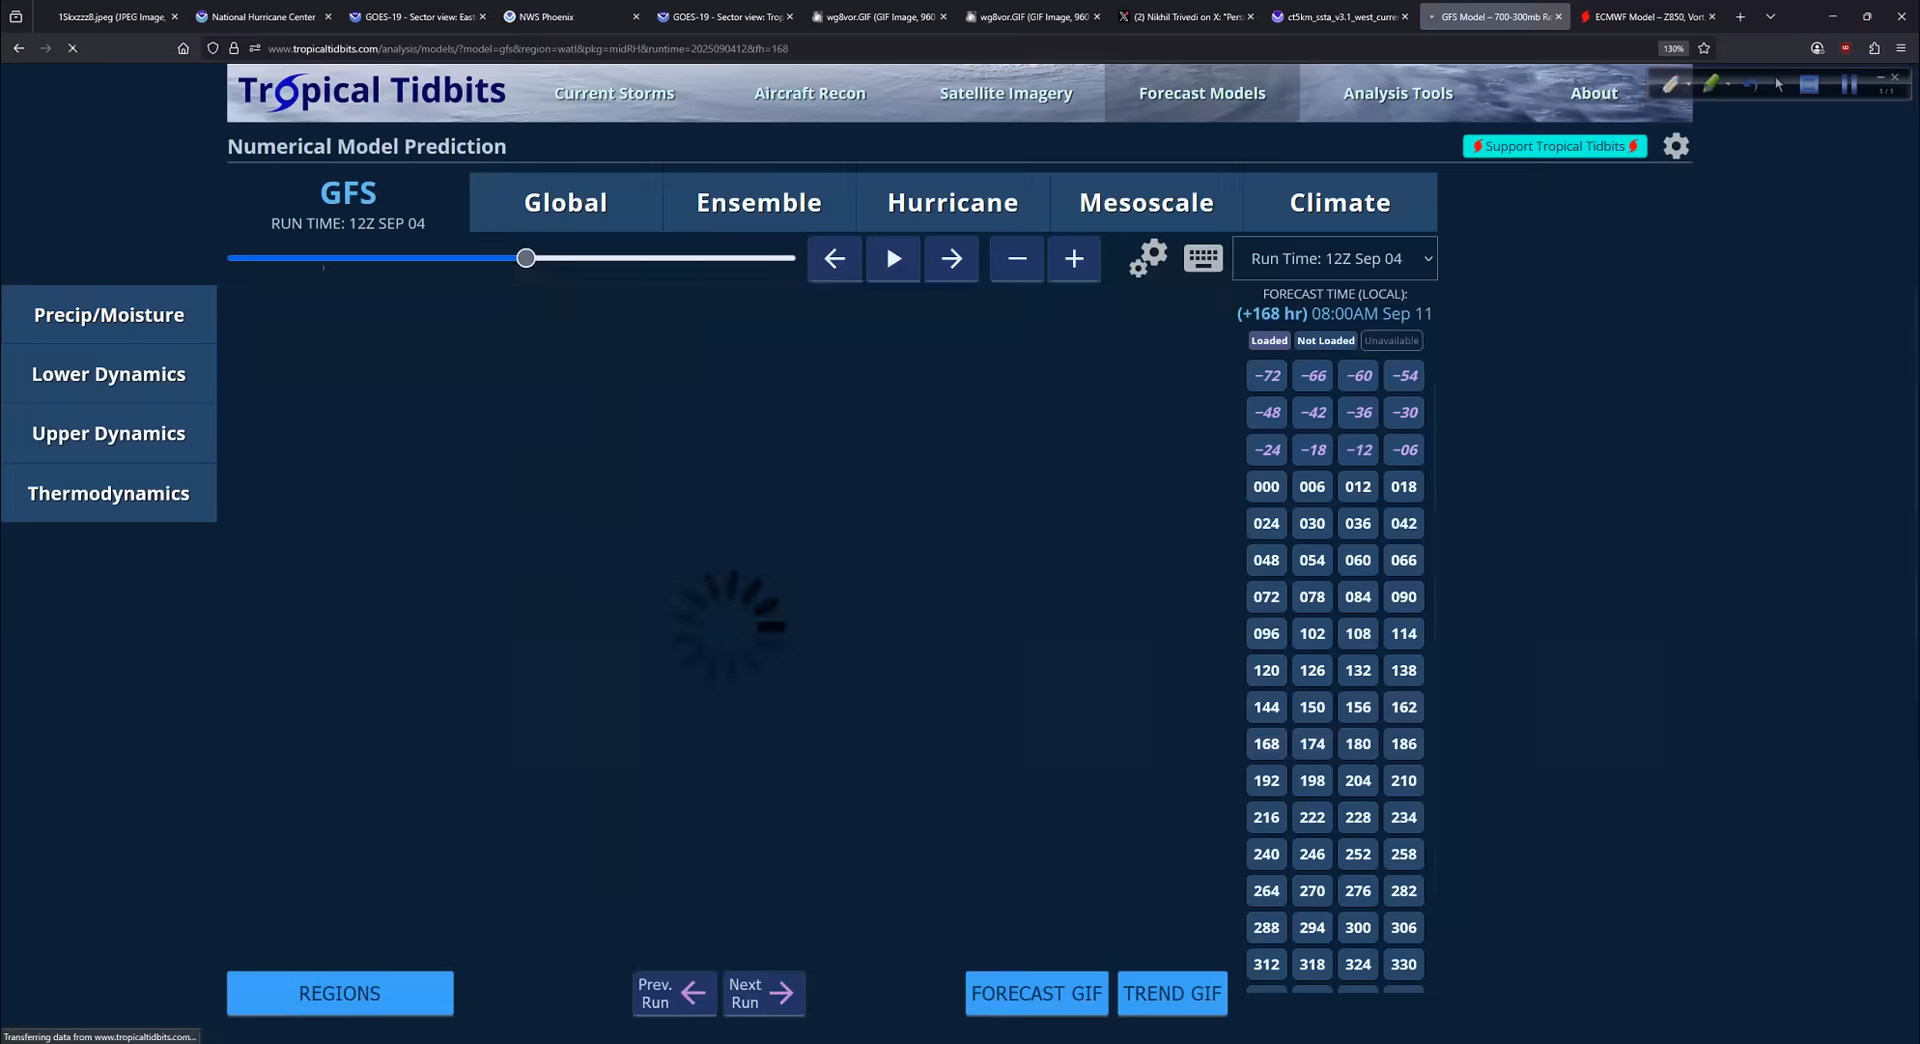 1Skxzzz8.jpeg (JPEG Image,
National Hurricane Center
GOES-19 - Sector view: East
NWS Phoenix
GOES-19 - Sector view: Trop
wg8vor.GIF (GIF Image, 960
wg8vor.GIF (GIF Image, 960
(2) Nikhil Trivedi on X: "Pers
ct5km_ssta_v3.1_west_curre
GFS Model – 700-300mb Re
ECMWF Model – Z850, Vort
www.tropicaltidbits.com/analysis/models/?model=gfs&region=watl&pkg=midRH&runtime=2025090412&fh=168
130%
Tropical Tidbits
Current Storms
Aircraft Recon
Satellite Imagery
Forecast Models
Analysis Tools
About
1/1
Numerical Model Prediction
Support Tropical Tidbits
GFS
RUN TIME: 12Z SEP 04
Global
Ensemble
Hurricane
Mesoscale
Climate
Run Time: 12Z Sep 04
FORECAST TIME (LOCAL):
(+168 hr) 08:00AM Sep 11
Loaded Not Loaded Unavailable
Precip/Moisture
Lower Dynamics
Upper Dynamics
Thermodynamics
−72 −66 −60 −54
−48 −42 −36 −30
−24 −18 −12 −06
000 006 012 018
024 030 036 042
048 054 060 066
072 078 084 090
096 102 108 114
120 126 132 138
144 150 156 162
168 174 180 186
192 198 204 210
216 222 228 234
240 246 252 258
264 270 276 282
288 294 300 306
312 318 324 330
REGIONS
Prev. Run
Next Run
FORECAST GIF
TREND GIF
Transferring data from www.tropicaltidbits.com...